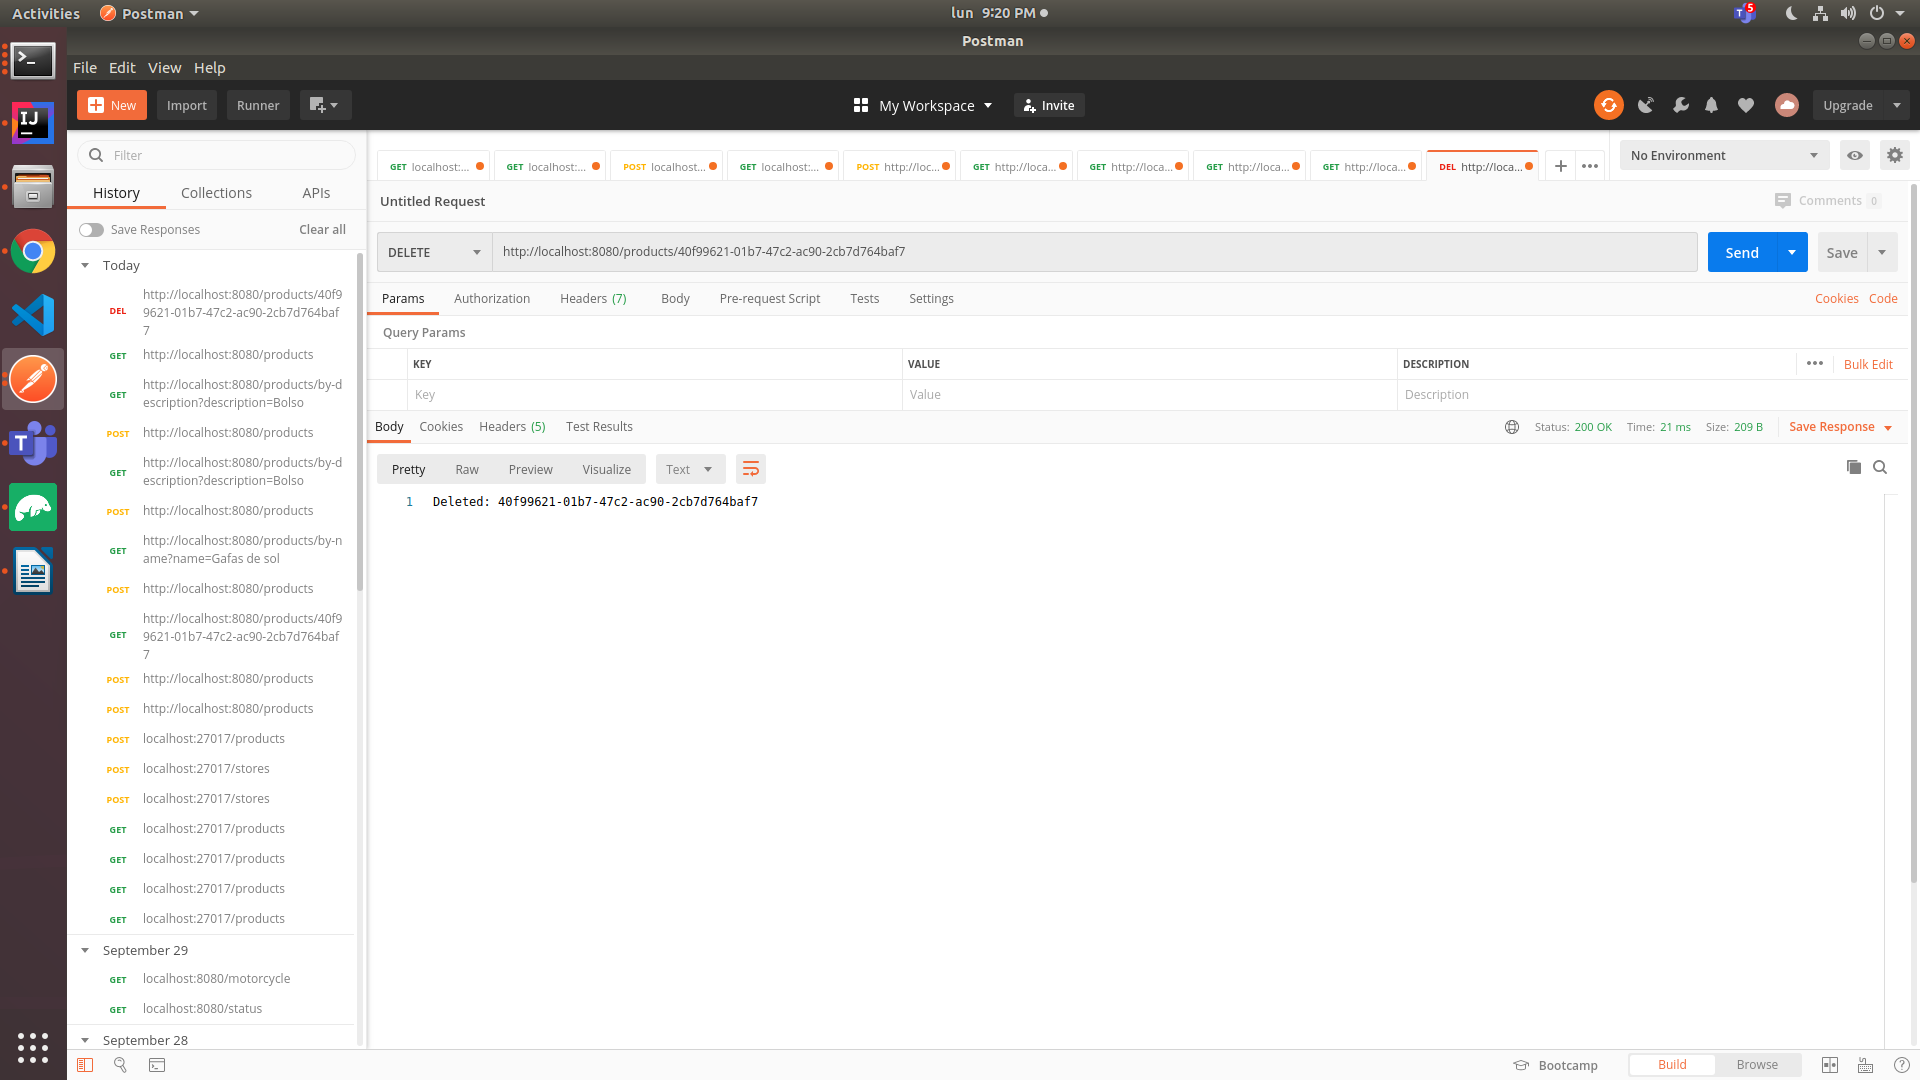 Activities Postman lun 9:20 PM 5
Postman
File Edit View Help
New Import Runner My Workspace Invite Upgrade
Filter
History Collections APIs
Save Responses Clear all
Today
DEL http://localhost:8080/products/40f9
9621-01b7-47c2-ac90-2cb7d764baf
7
GET http://localhost:8080/products
GET http://localhost:8080/products/by-d
escription?description=Bolso
POST http://localhost:8080/products
GET http://localhost:8080/products/by-d
escription?description=Bolso
POST http://localhost:8080/products
GET http://localhost:8080/products/by-n
ame?name=Gafas de sol
POST http://localhost:8080/products
GET http://localhost:8080/products/40f9
9621-01b7-47c2-ac90-2cb7d764baf
7
POST http://localhost:8080/products
POST http://localhost:8080/products
POST localhost:27017/products
POST localhost:27017/stores
POST localhost:27017/stores
GET localhost:27017/products
GET localhost:27017/products
GET localhost:27017/products
GET localhost:27017/products
September 29
GET localhost:8080/motorcycle
GET localhost:8080/status
September 28
GET localhost:... GET localhost:... POST localhost... GET localhost:... POST http://loc... GET http://loca... GET http://loca... GET http://loca... GET http://loca... DEL http://loca... No Environment
Untitled Request Comments 0
DELETE http://localhost:8080/products/40f99621-01b7-47c2-ac90-2cb7d764baf7 Send Save
Params Authorization Headers (7) Body Pre-request Script Tests Settings Cookies Code
Query Params
KEY VALUE DESCRIPTION Bulk Edit
Key Value Description
Body Cookies Headers (5) Test Results Status: 200 OK Time: 21 ms Size: 209 B Save Response
Pretty Raw Preview Visualize Text
1 Deleted: 40f99621-01b7-47c2-ac90-2cb7d764baf7
Bootcamp Build Browse